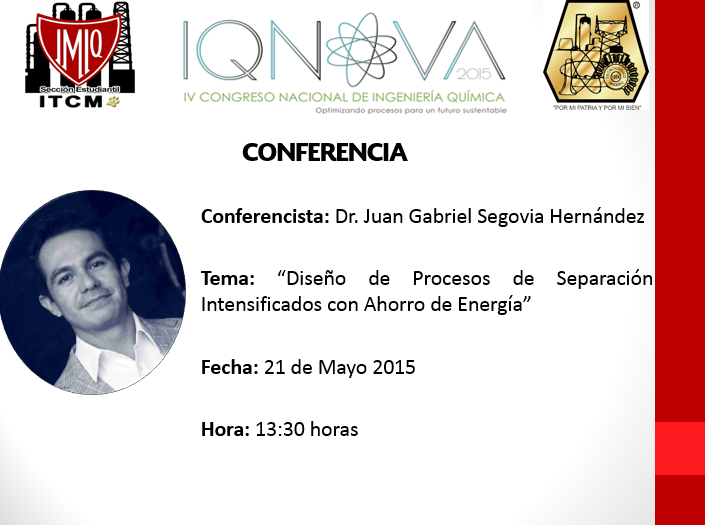 IMIQ
Sección Estudiantil
ITCM
IQNOVA
2015
IV CONGRESO NACIONAL DE INGENIERÍA QUÍMICA
Optimizando procesos para un futuro sustentable
®
"POR MI PATRIA Y POR MI BIEN"
CONFERENCIA
Conferencista: Dr. Juan Gabriel Segovia Hernández
Tema: “Diseño de Procesos de Separación
Intensificados con Ahorro de Energía”
Fecha: 21 de Mayo 2015
Hora: 13:30 horas